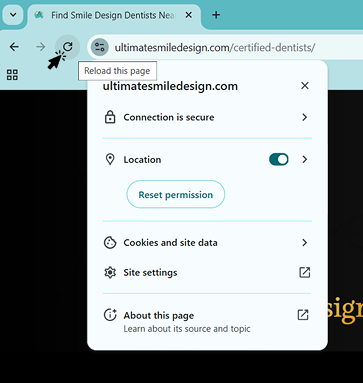 Find Smile Design Dentists Nea
ultimatesmiledesign.com/certified-dentists/
Reload this page
ultimatesmiledesign.com
Connection is secure
Location
Reset permission
Cookies and site data
Site settings
sign
About this page
Learn about its source and topic